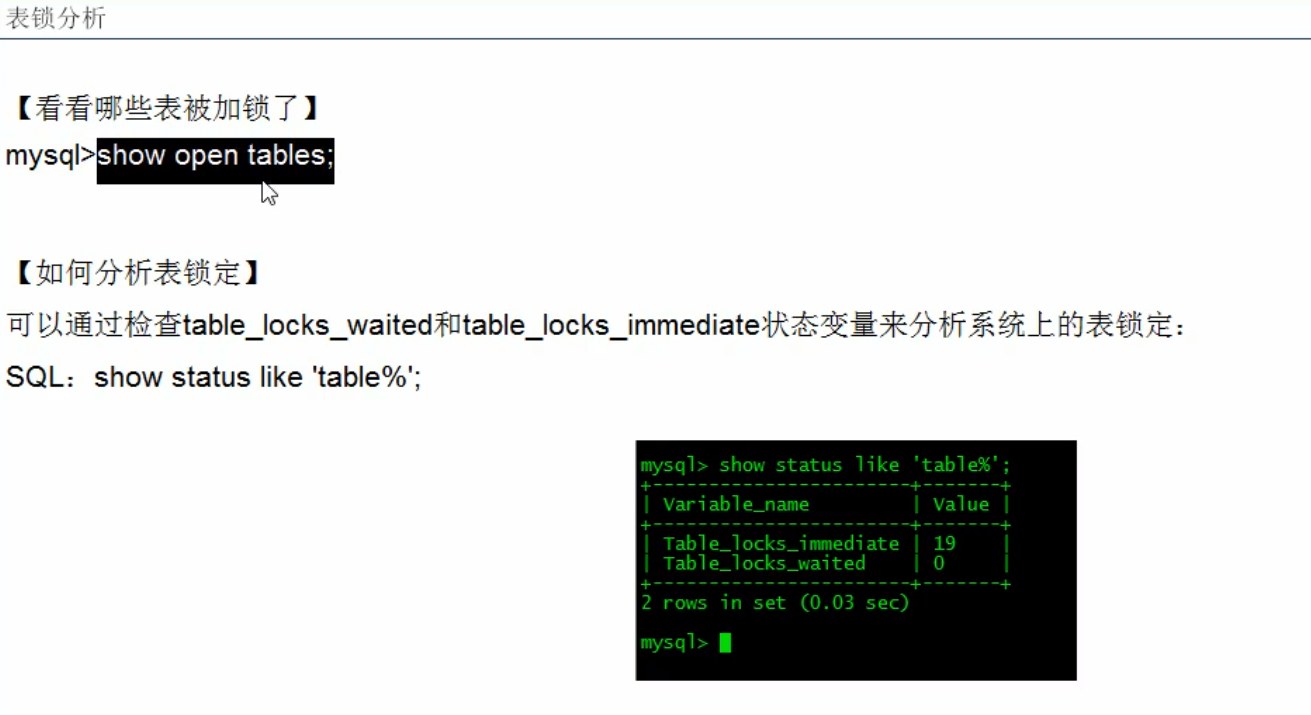 表锁分析
【看看哪些表被加锁了】
mysql>show open tables;
【如何分析表锁定】
可以通过检查table_locks_waited和table_locks_immediate状态变量来分析系统上的表锁定：
SQL：show status like 'table%';
mysql> show status like 'table%';
+-----------------------+-------+
| Variable_name         | Value |
+-----------------------+-------+
| Table_locks_immediate | 19    |
| Table_locks_waited    | 0     |
+-----------------------+-------+
2 rows in set (0.03 sec)
mysql>